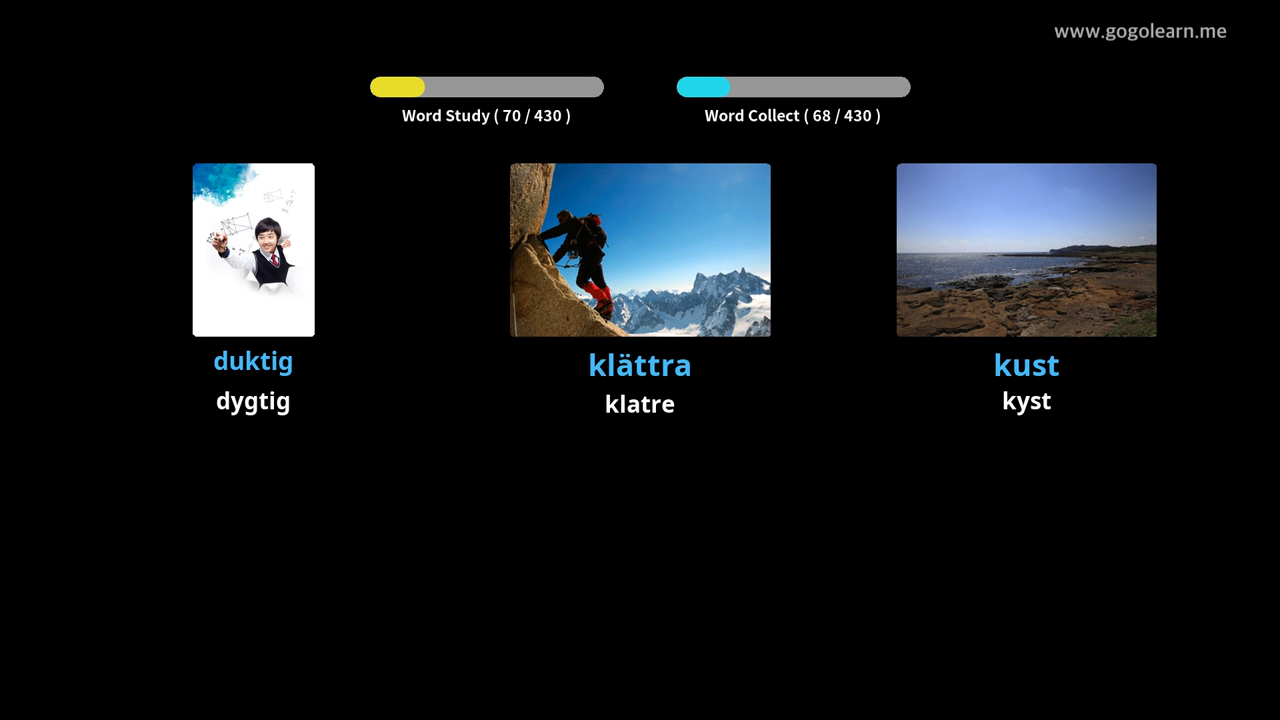 www.gogolearn.me
Word Study ( 70 / 430 )
Word Collect ( 68 / 430 )
duktig
dygtig
klättra
klatre
kust
kyst